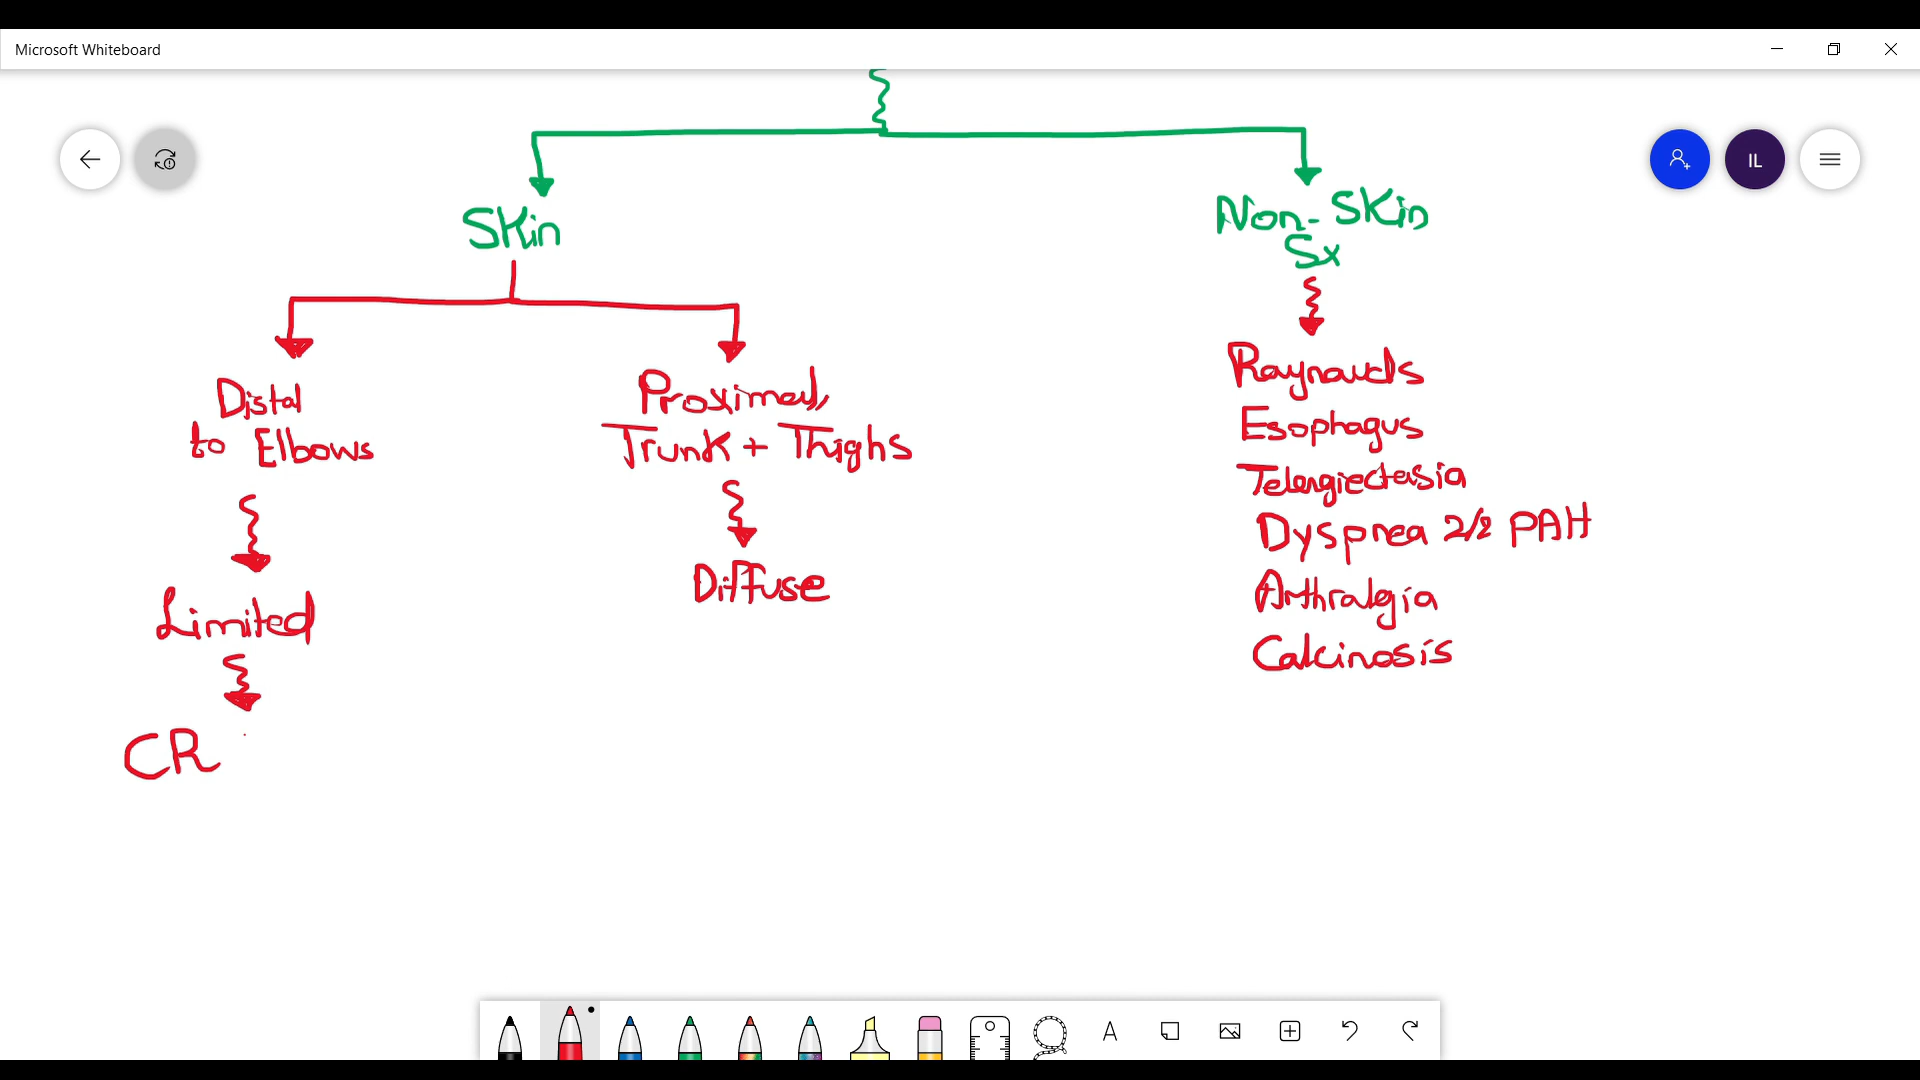 Microsoft Whiteboard
IL
Skin
Non-Skin
Sx
Distal
to Elbows
Proximal,
Trunk + Thighs
Raynauds
Esophagus
Telengiectasia
Dyspnea 2/2 PAH
Arthralgia
Calcinosis
Limited
Diffuse
CR
A